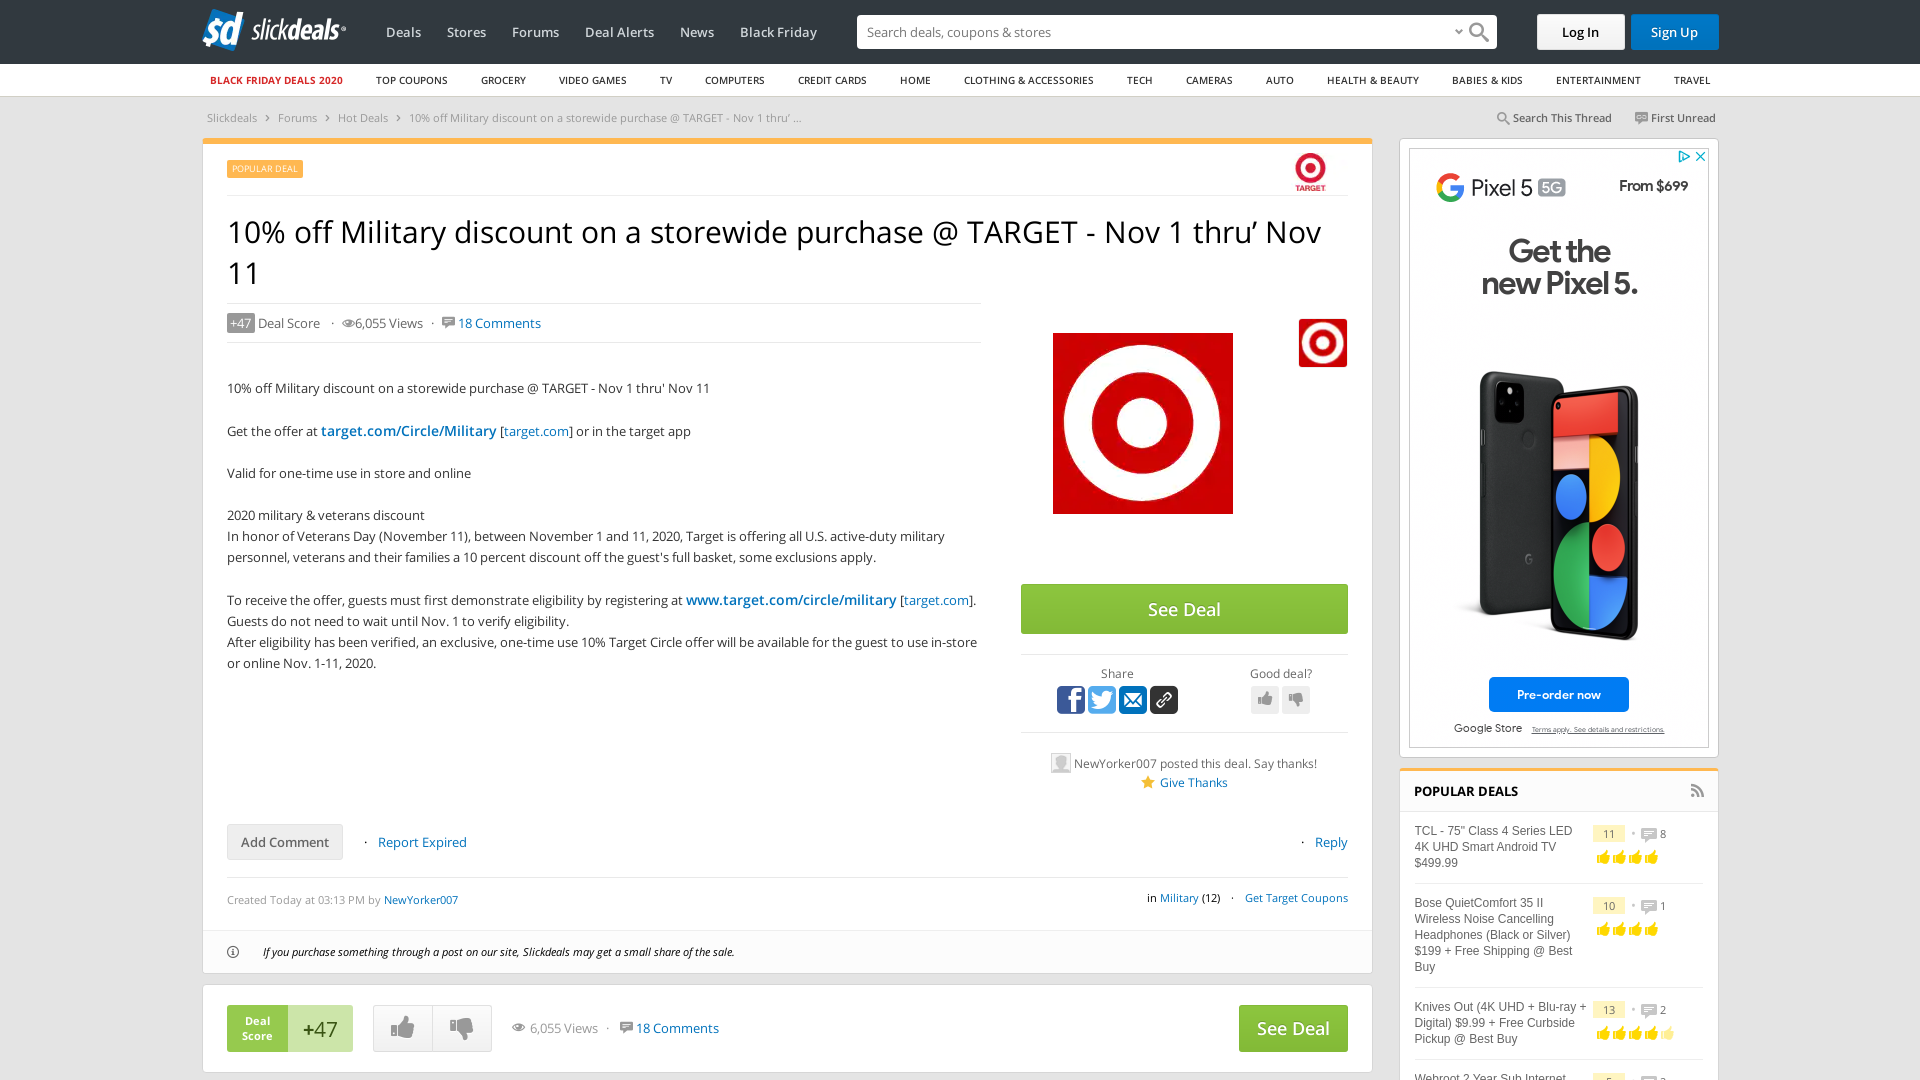 sd slickdeals
Deals
Stores
Forums
Deal Alerts
News
Black Friday
Search deals, coupons & stores
Log In
Sign Up
BLACK FRIDAY DEALS 2020
TOP COUPONS
GROCERY
VIDEO GAMES
TV
COMPUTERS
CREDIT CARDS
HOME
CLOTHING & ACCESSORIES
TECH
CAMERAS
AUTO
HEALTH & BEAUTY
BABIES & KIDS
ENTERTAINMENT
TRAVEL
Slickdeals › Forums › Hot Deals › 10% off Military discount on a storewide purchase @ TARGET - Nov 1 thru’ ...
Search This Thread
First Unread
POPULAR DEAL
TARGET
10% off Military discount on a storewide purchase @ TARGET - Nov 1 thru’ Nov
11
+47 Deal Score · 6,055 Views · 18 Comments
10% off Military discount on a storewide purchase @ TARGET - Nov 1 thru' Nov 11
Get the offer at target.com/Circle/Military [target.com] or in the target app
Valid for one-time use in store and online
2020 military & veterans discount
In honor of Veterans Day (November 11), between November 1 and 11, 2020, Target is offering all U.S. active-duty military
personnel, veterans and their families a 10 percent discount off the guest's full basket, some exclusions apply.
To receive the offer, guests must first demonstrate eligibility by registering at www.target.com/circle/military [target.com].
Guests do not need to wait until Nov. 1 to verify eligibility.
After eligibility has been verified, an exclusive, one-time use 10% Target Circle offer will be available for the guest to use in-store
or online Nov. 1-11, 2020.
See Deal
Share
Good deal?
NewYorker007 posted this deal. Say thanks!
Give Thanks
Add Comment · Report Expired
· Reply
Created Today at 03:13 PM by NewYorker007
in Military (12) · Get Target Coupons
If you purchase something through a post on our site, Slickdeals may get a small share of the sale.
Deal
Score
+47
6,055 Views · 18 Comments
See Deal
G Pixel 5 5G
From $699
Get the
new Pixel 5.
Pre-order now
Google Store
Terms apply. See details and restrictions.
POPULAR DEALS
TCL - 75" Class 4 Series LED
4K UHD Smart Android TV
$499.99
11 • 8
Bose QuietComfort 35 II
Wireless Noise Cancelling
Headphones (Black or Silver)
$199 + Free Shipping @ Best
Buy
10 • 1
Knives Out (4K UHD + Blu-ray +
Digital) $9.99 + Free Curbside
Pickup @ Best Buy
13 • 2
Webroot 2 Year Sub Internet